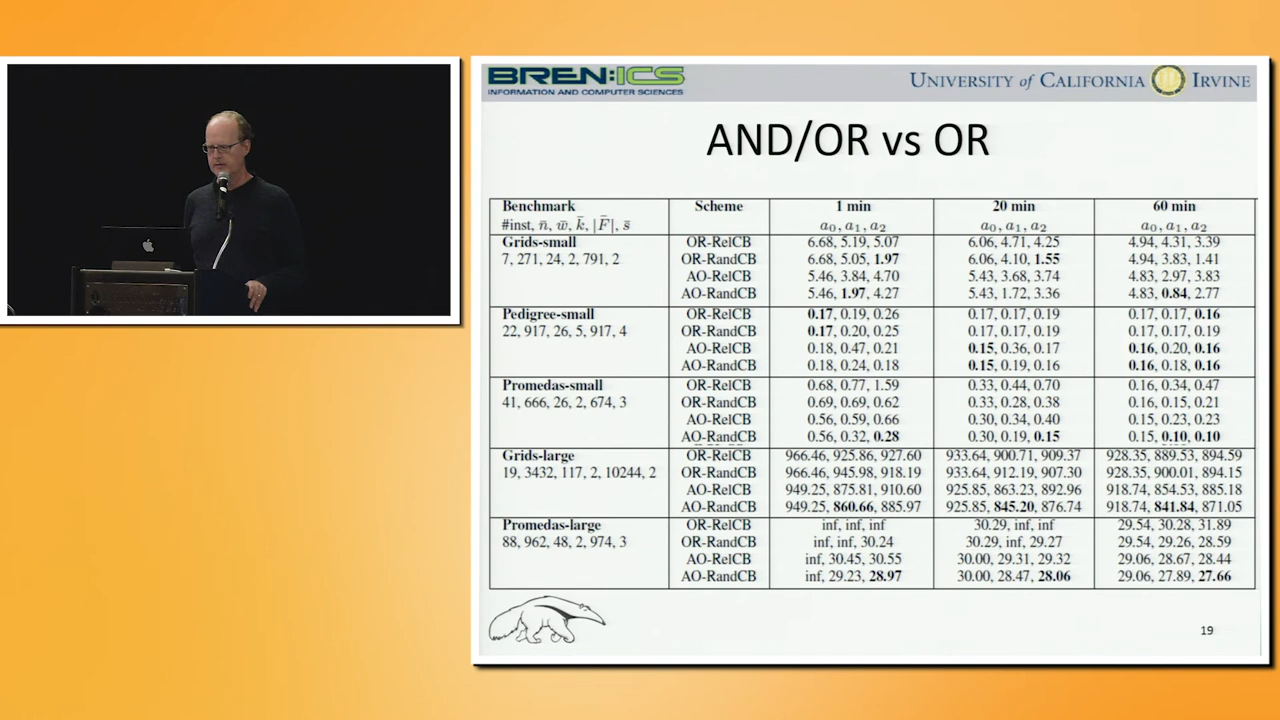 BREN:ICS
INFORMATION AND COMPUTER SCIENCES
UNIVERSITY of CALIFORNIA IRVINE
AND/OR vs OR
Benchmark Scheme 1 min 20 min 60 min
#inst, n̄, w̄, k̄, |F̄|, s̄ a₀, a₁, a₂ a₀, a₁, a₂ a₀, a₁, a₂
Grids-small OR-RelCB 6.68, 5.19, 5.07 6.06, 4.71, 4.25 4.94, 4.31, 3.39
7, 271, 24, 2, 791, 2 OR-RandCB 6.68, 5.05, 1.97 6.06, 4.10, 1.55 4.94, 3.83, 1.41
AO-RelCB 5.46, 3.84, 4.70 5.43, 3.68, 3.74 4.83, 2.97, 3.83
AO-RandCB 5.46, 1.97, 4.27 5.43, 1.72, 3.36 4.83, 0.84, 2.77
Pedigree-small OR-RelCB 0.17, 0.19, 0.26 0.17, 0.17, 0.19 0.17, 0.17, 0.16
22, 917, 26, 5, 917, 4 OR-RandCB 0.17, 0.20, 0.25 0.17, 0.17, 0.19 0.17, 0.17, 0.19
AO-RelCB 0.18, 0.47, 0.21 0.15, 0.36, 0.17 0.16, 0.20, 0.16
AO-RandCB 0.18, 0.24, 0.18 0.15, 0.19, 0.16 0.16, 0.18, 0.16
Promedas-small OR-RelCB 0.68, 0.77, 1.59 0.33, 0.44, 0.70 0.16, 0.34, 0.47
41, 666, 26, 2, 674, 3 OR-RandCB 0.69, 0.69, 0.62 0.33, 0.28, 0.38 0.16, 0.15, 0.21
AO-RelCB 0.56, 0.59, 0.66 0.30, 0.34, 0.40 0.15, 0.23, 0.23
AO-RandCB 0.56, 0.32, 0.28 0.30, 0.19, 0.15 0.15, 0.10, 0.10
Grids-large OR-RelCB 966.46, 925.86, 927.60 933.64, 900.71, 909.37 928.35, 889.53, 894.59
19, 3432, 117, 2, 10244, 2 OR-RandCB 966.46, 945.98, 918.19 933.64, 912.19, 907.30 928.35, 900.01, 894.15
AO-RelCB 949.25, 875.81, 910.60 925.85, 863.23, 892.96 918.74, 854.53, 885.18
AO-RandCB 949.25, 860.66, 885.97 925.85, 845.20, 876.74 918.74, 841.84, 871.05
Promedas-large OR-RelCB inf, inf, inf 30.29, inf, inf 29.54, 30.28, 31.89
88, 962, 48, 2, 974, 3 OR-RandCB inf, inf, 30.24 30.29, inf, 29.27 29.54, 29.26, 28.59
AO-RelCB inf, 30.45, 30.55 30.00, 29.31, 29.32 29.06, 28.67, 28.44
AO-RandCB inf, 29.23, 28.97 30.00, 28.47, 28.06 29.06, 27.89, 27.66
19